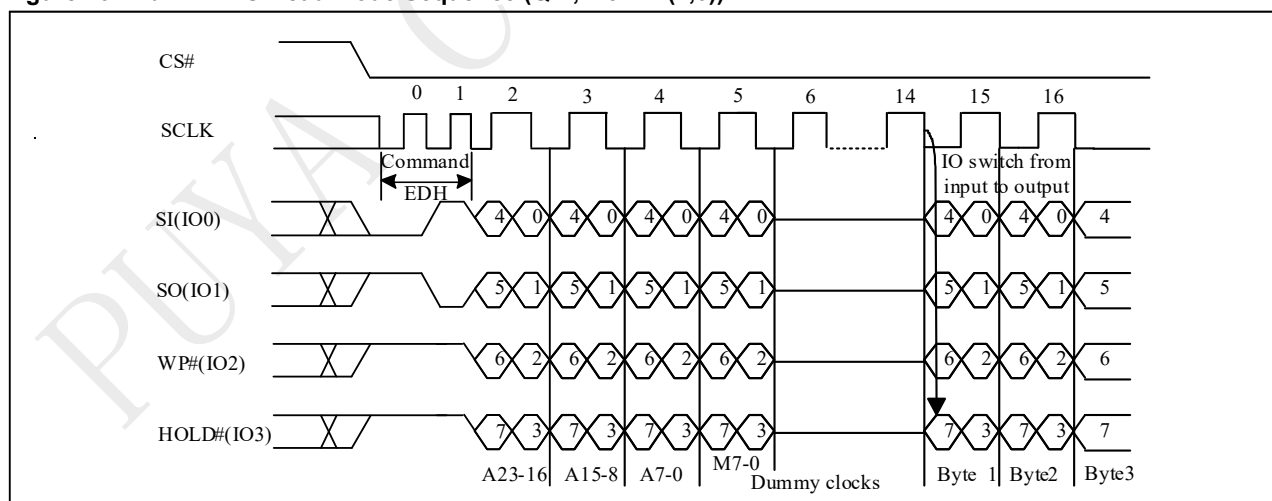 CS#
0 1 2 3 4 5 6 14 15 16
SCLK
Command
EDH
IO switch from
input to output
SI(IO0) 4 0 4 0 4 0 4 0 4 0 4 0 4
SO(IO1) 5 1 5 1 5 1 5 1 5 1 5 1 5
WP#(IO2) 6 2 6 2 6 2 6 2 6 2 6 2 6
HOLD#(IO3) 7 3 7 3 7 3 7 3 7 3 7 3 7
A23-16 A15-8 A7-0 M7-0 Dummy clocks Byte 1 Byte2 Byte3
PUYA